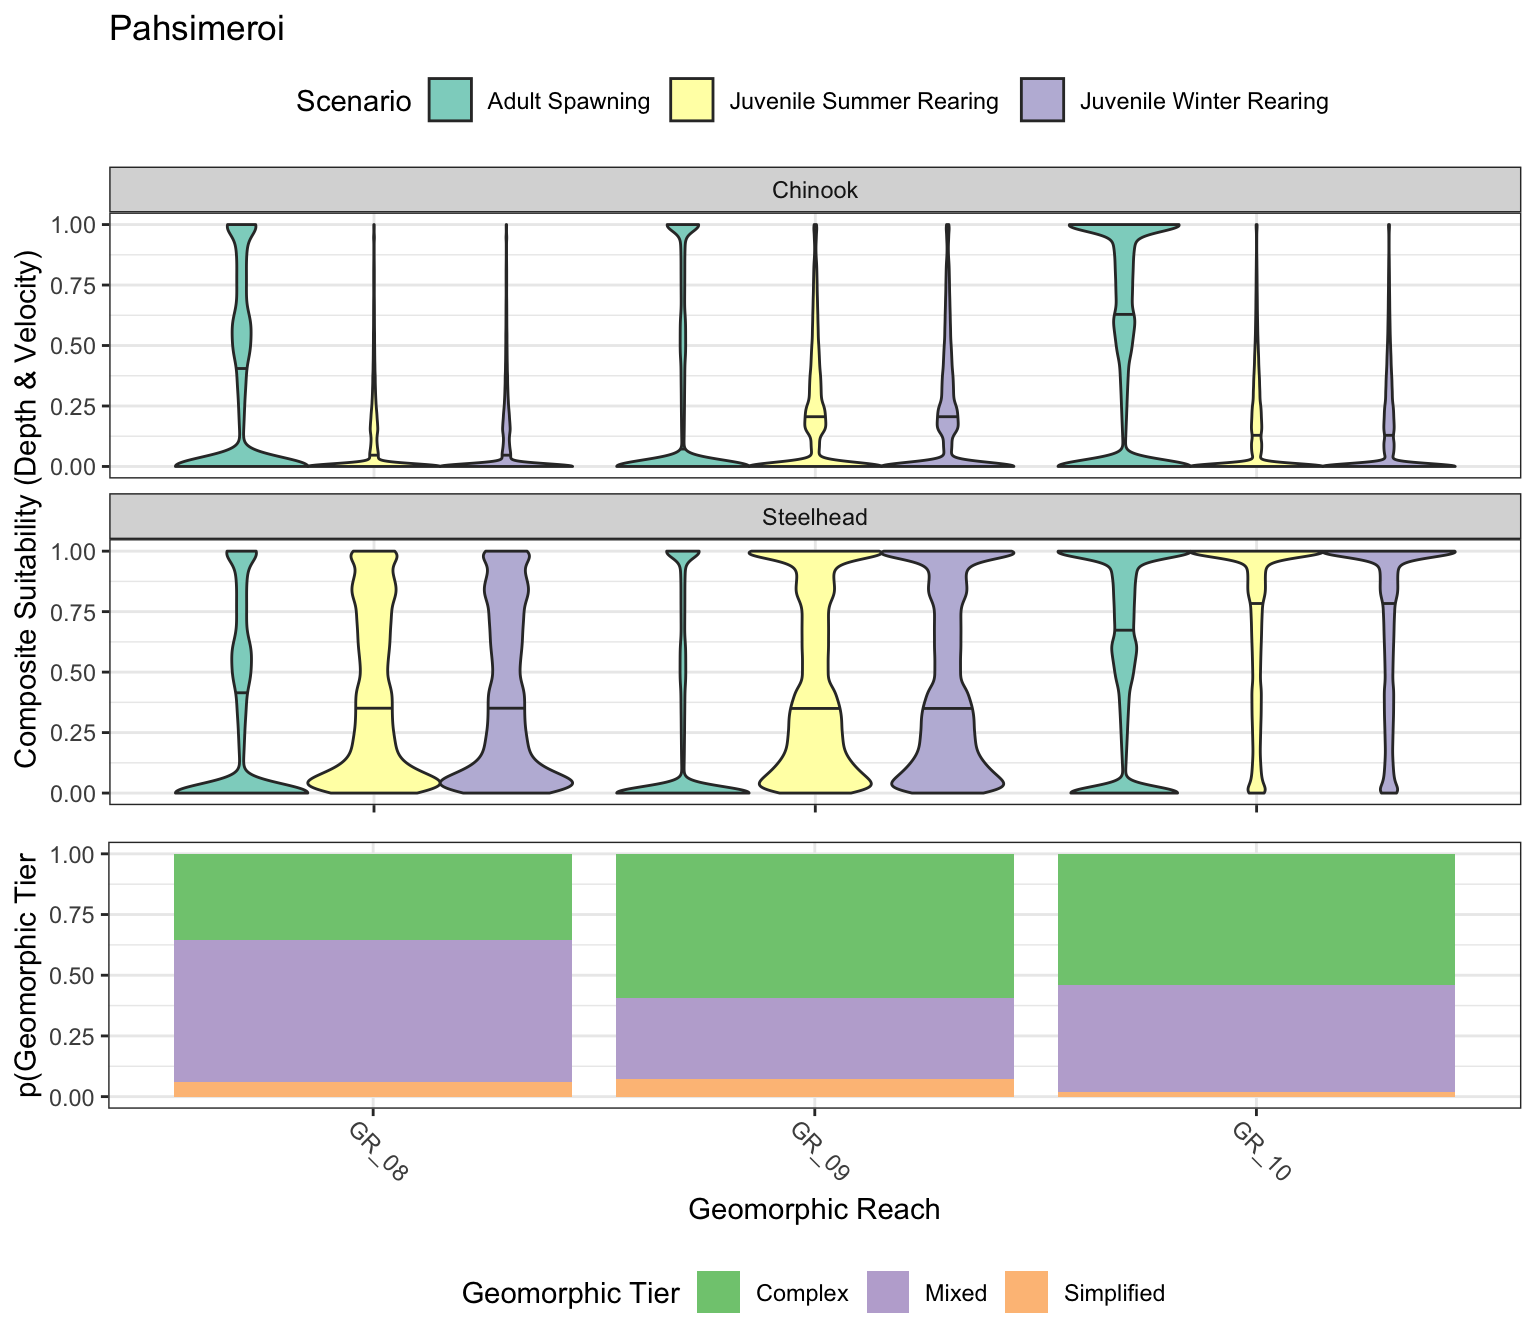 Pahsimeroi
Scenario Adult Spawning Juvenile Summer Rearing Juvenile Winter Rearing
Composite Suitability (Depth & Velocity)
Chinook
1.00
0.75
0.50
0.25
0.00
Steelhead
1.00
0.75
0.50
0.25
0.00
p(Geomorphic Tier
1.00
0.75
0.50
0.25
0.00
GR_08 GR_09 GR_10
Geomorphic Reach
Geomorphic Tier Complex Mixed Simplified